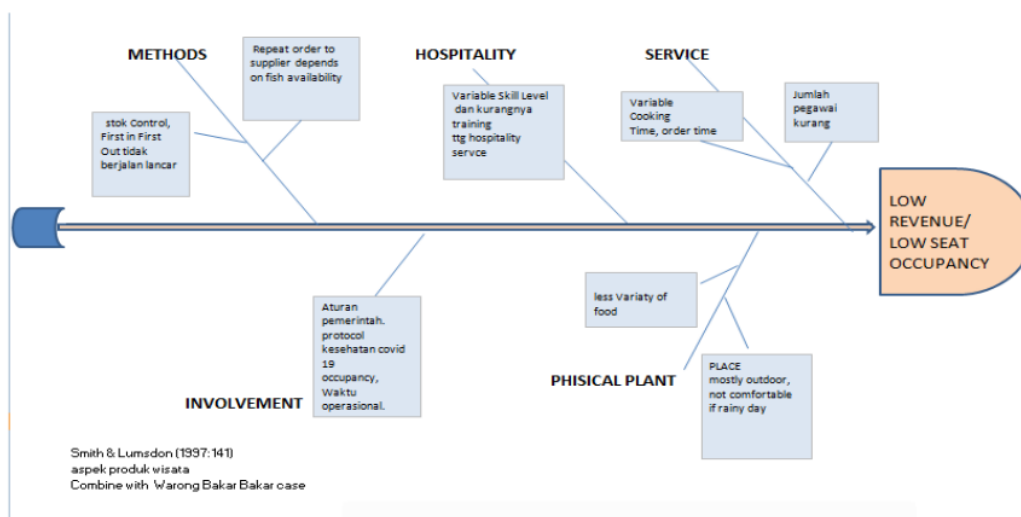 METHODS
Repeat order to
supplier depends
on fish availability
stok Control,
First in First
Out tidak
berjalan lancar
HOSPITALITY
Variable Skill Level
dan kurangnya
training
ttg hospitality
servce
SERVICE
Variable
Cooking
Time, order time
Jumlah
pegawai
kurang
LOW
REVENUE/
LOW SEAT
OCCUPANCY
Aturan
pemerintah.
protocol
kesehatan covid
19
occupancy,
Waktu
operasional.
INVOLVEMENT
less Variaty of
food
PHISICAL PLANT
PLACE
mostly outdoor,
not comfortable
if rainy day
Smith & Lumsdon (1997:141)
aspek produk wisata
Combine with Warong Bakar Bakar case